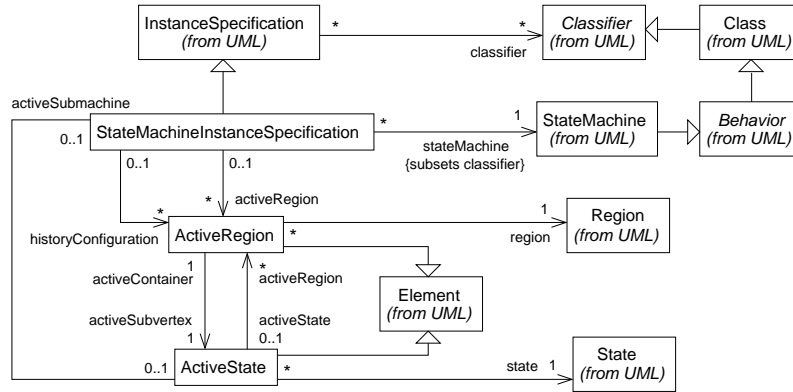 InstanceSpecification
(from UML)
*
*
classifier
Classifier
(from UML)
Class
(from UML)
activeSubmachine
0..1
StateMachineInstanceSpecification
*
1
stateMachine
{subsets classifier}
StateMachine
(from UML)
Behavior
(from UML)
0..1
0..1
*
*
activeRegion
historyConfiguration
ActiveRegion
*
1
region
Region
(from UML)
1
activeContainer
*
activeRegion
Element
(from UML)
activeSubvertex
1
activeState
0..1
0..1
ActiveState
*
state
1
State
(from UML)